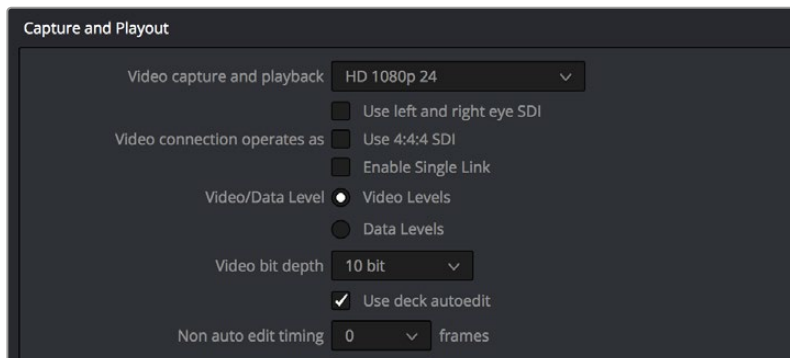 Capture and Playout
Video capture and playback HD 1080p 24
Use left and right eye SDI
Video connection operates as Use 4:4:4 SDI
Enable Single Link
Video/Data Level Video Levels
Data Levels
Video bit depth 10 bit
Use deck autoedit
Non auto edit timing 0 frames